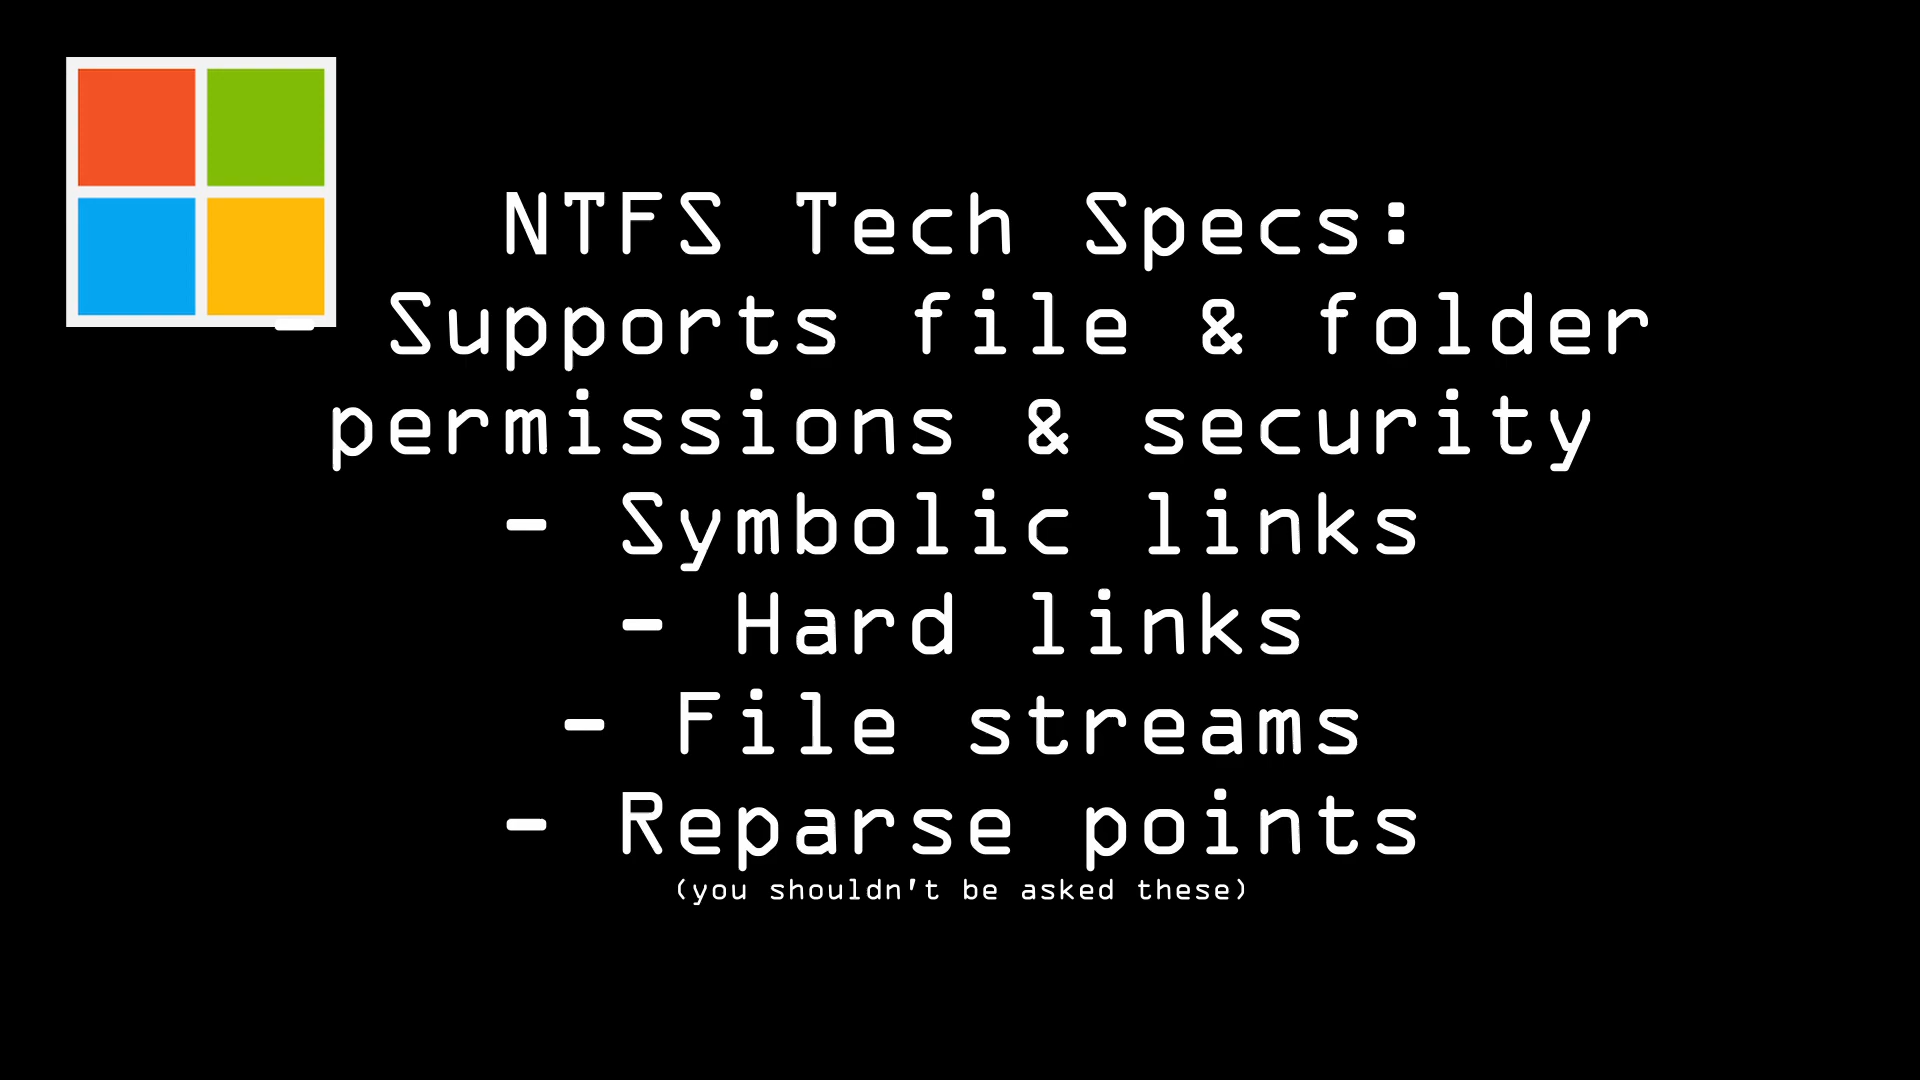 NTFS Tech Specs:
- Supports file & folder
permissions & security
- Symbolic links
- Hard links
- File streams
- Reparse points
(you shouldn't be asked these)